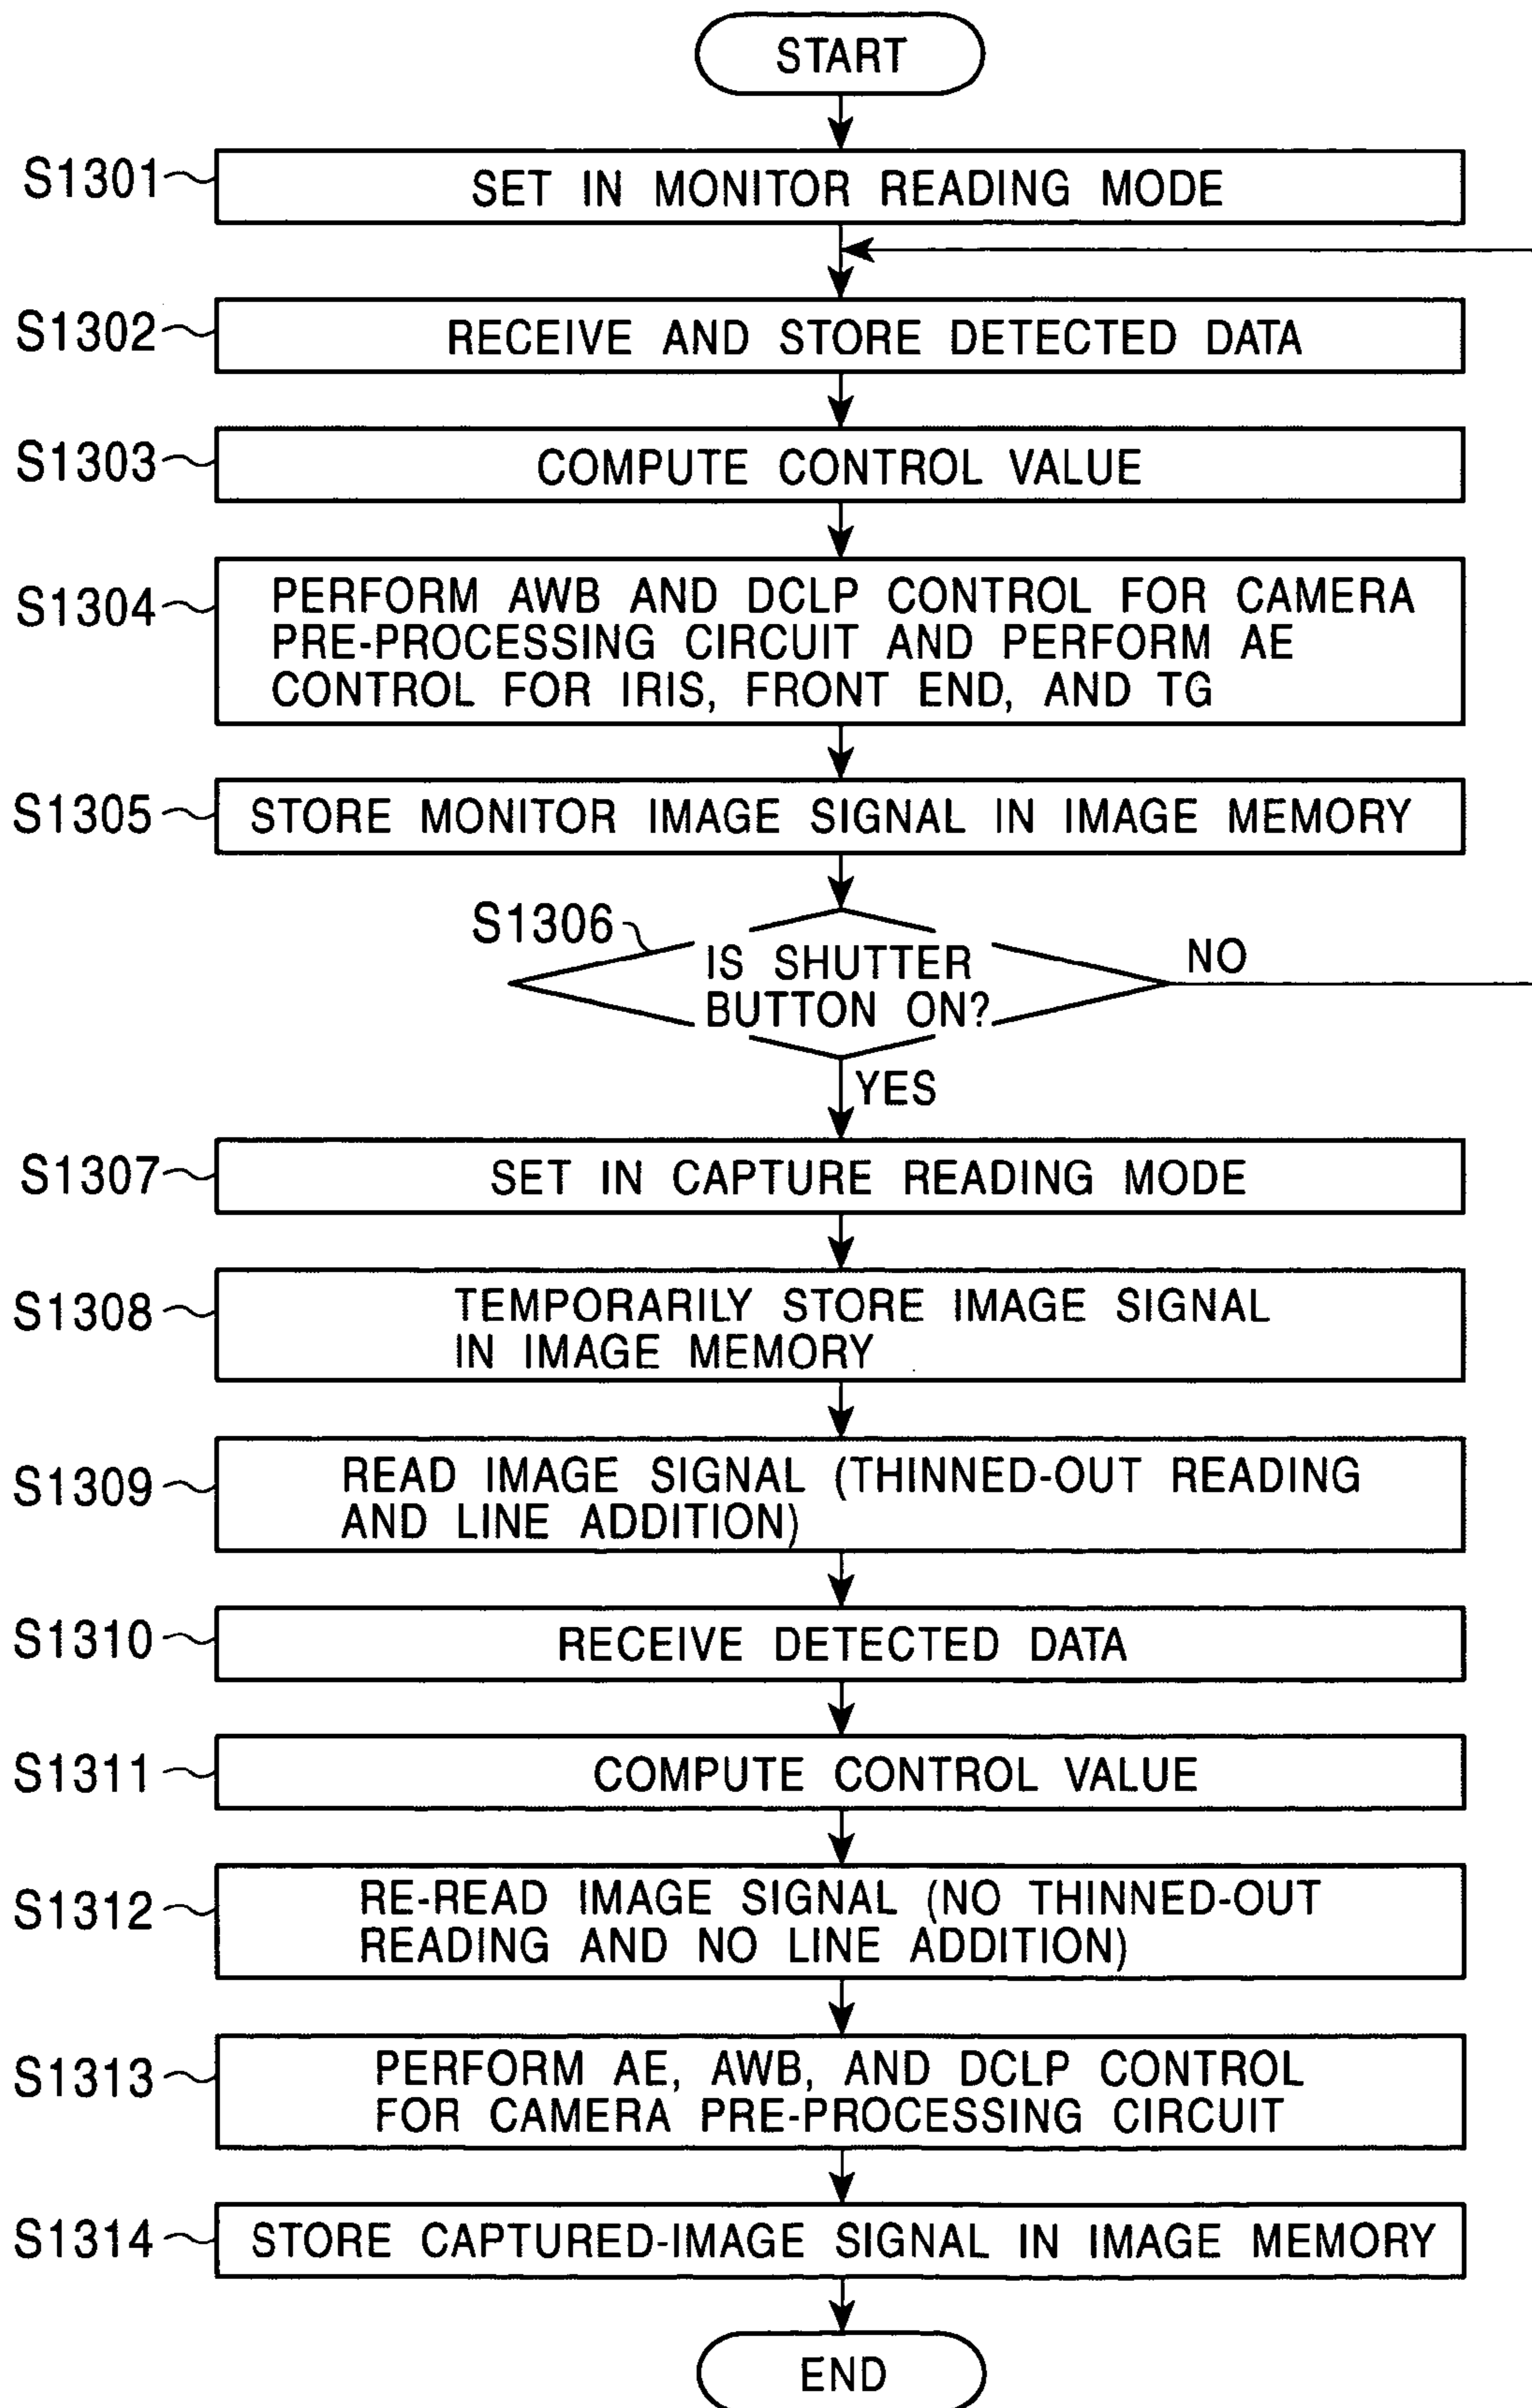 START
S1301
SET IN MONITOR READING MODE
S1302
RECEIVE AND STORE DETECTED DATA
S1303
COMPUTE CONTROL VALUE
S1304
PERFORM AWB AND DCLP CONTROL FOR CAMERA
PRE-PROCESSING CIRCUIT AND PERFORM AE
CONTROL FOR IRIS, FRONT END, AND TG
S1305
STORE MONITOR IMAGE SIGNAL IN IMAGE MEMORY
S1306
IS SHUTTER
BUTTON ON?
NO
YES
S1307
SET IN CAPTURE READING MODE
S1308
TEMPORARILY STORE IMAGE SIGNAL
IN IMAGE MEMORY
S1309
READ IMAGE SIGNAL (THINNED-OUT READING
AND LINE ADDITION)
S1310
RECEIVE DETECTED DATA
S1311
COMPUTE CONTROL VALUE
S1312
RE-READ IMAGE SIGNAL (NO THINNED-OUT
READING AND NO LINE ADDITION)
S1313
PERFORM AE, AWB, AND DCLP CONTROL
FOR CAMERA PRE-PROCESSING CIRCUIT
S1314
STORE CAPTURED-IMAGE SIGNAL IN IMAGE MEMORY
END